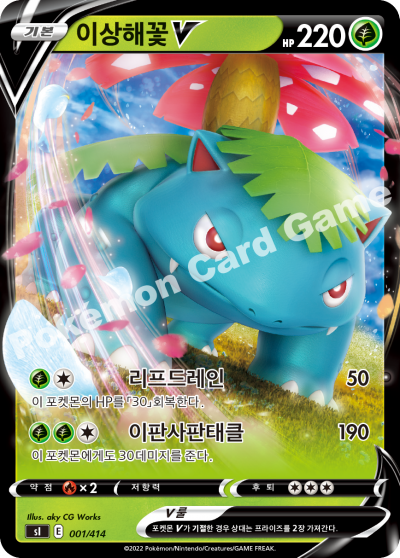 기본 이상해꽃V HP 220
Pokémon Card Game
리프드레인 50
이 포켓몬의 HP를 「30」 회복한다.
이판사판태클 190
이 포켓몬에게도 30데미지를 준다.
약점 ×2 저항력 후퇴
Illus. aky CG Works
sI E 001/414
V룰
포켓몬V가 기절한 경우 상대는 프라이즈를 2장 가져간다.
©2022 Pokémon/Nintendo/Creatures/GAME FREAK.